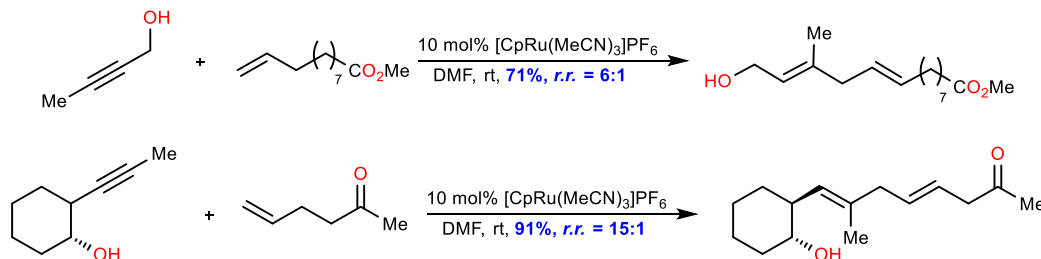 OH
Me
+
( )7 CO2Me
10 mol% [CpRu(MeCN)3]PF6
DMF, rt, 71%, r.r. = 6:1
Me
HO
( )7 CO2Me
Me
OH
+
O
Me
10 mol% [CpRu(MeCN)3]PF6
DMF, rt, 91%, r.r. = 15:1
O
Me
Me
OH